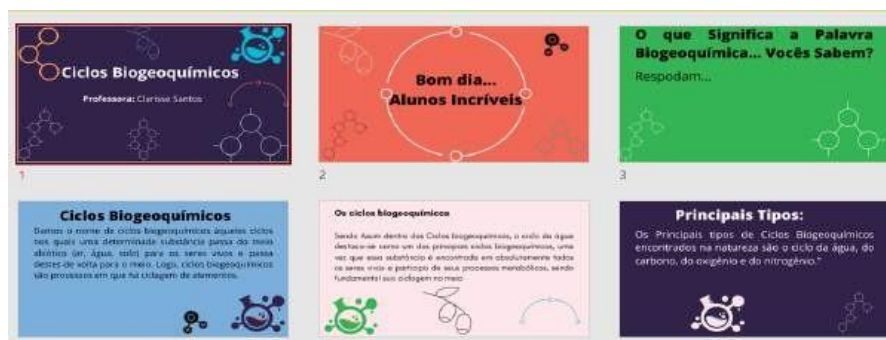 Ciclos Biogeoquímicos
Professora: Clarisse Santos
1
Bom dia...
Alunos Incríveis
2
O que Significa a Palavra
Biogeoquímica... Vocês Sabem?
Respodam...
3
Ciclos Biogeoquímicos
Damos o nome de ciclos biogeoquímicos àqueles ciclos
nos quais uma determinada substância passa do meio
abiótico (ar, água, solo) para os seres vivos e passa
destes de volta para o meio. Logo, ciclos biogeoquímicos
são processos em que há ciclagem de elementos.
Os ciclos biogeoquímicos
Sendo Assim dentro dos Ciclos biogeoquímicos, o ciclo da água
destaca-se como um dos principais ciclos biogeoquímicos, uma
vez que essa substância é encontrada em absolutamente todos
os seres vivos e participa de seus processos metabólicos, sendo
fundamental sua ciclagem no meio
Principais Tipos:
Os Principais tipos de Ciclos Biogeoquímicos
encontrados na natureza são o ciclo da água, do
carbono, do oxigênio e do nitrogênio."